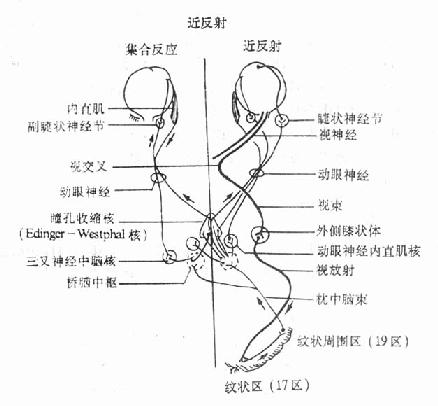 近反射
集合反应
近反射
内直肌
副睫状神经节
视交叉
动眼神经
瞳孔收缩核
(Edinger-Westphal 核)
三叉神经中脑核
桥脑中枢
睫状神经节
视神经
动眼神经
视束
外侧膝状体
动眼神经内直肌核
视放射
枕中脑束
纹状周围区(19区)
纹状区(17区)